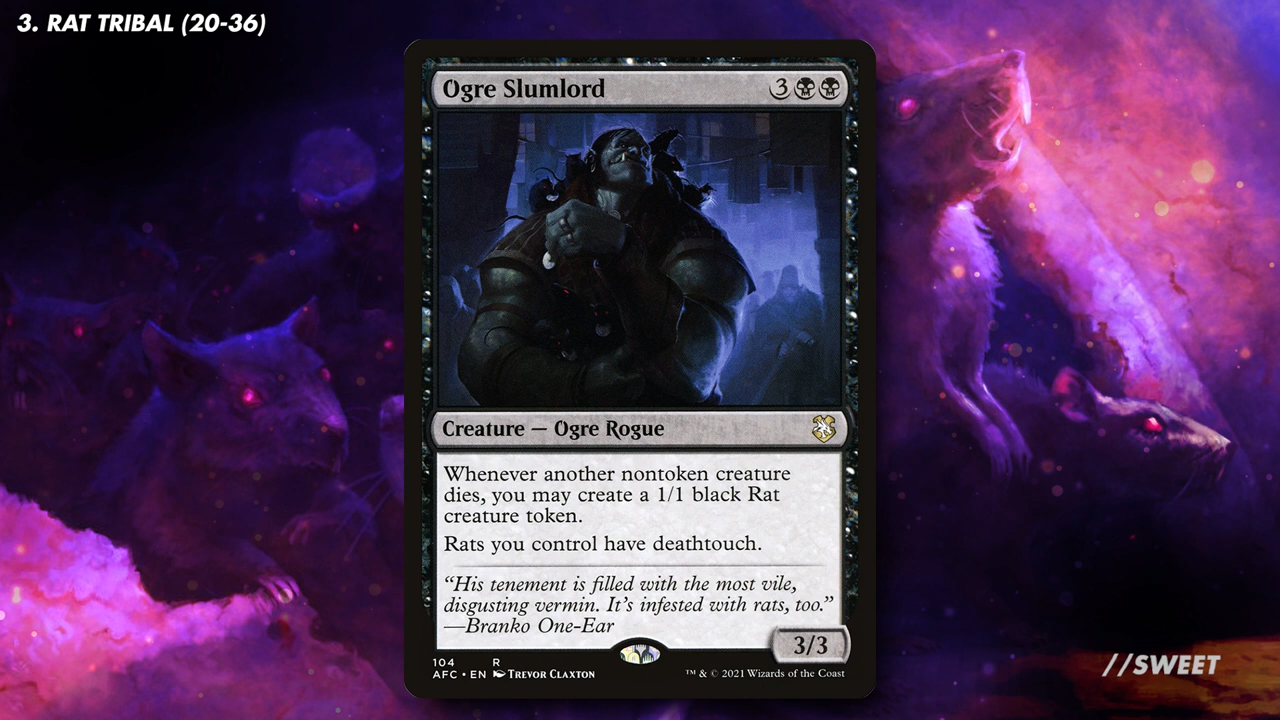 3. RAT TRIBAL (20-36)
Ogre Slumlord 3
Creature — Ogre Rogue
Whenever another nontoken creature
dies, you may create a 1/1 black Rat
creature token.
Rats you control have deathtouch.
“His tenement is filled with the most vile,
disgusting vermin. It’s infested with rats, too.”
—Branko One-Ear
3/3
104 R
AFC • EN Trevor Claxton
™ & © 2021 Wizards of the Coast
//SWEET